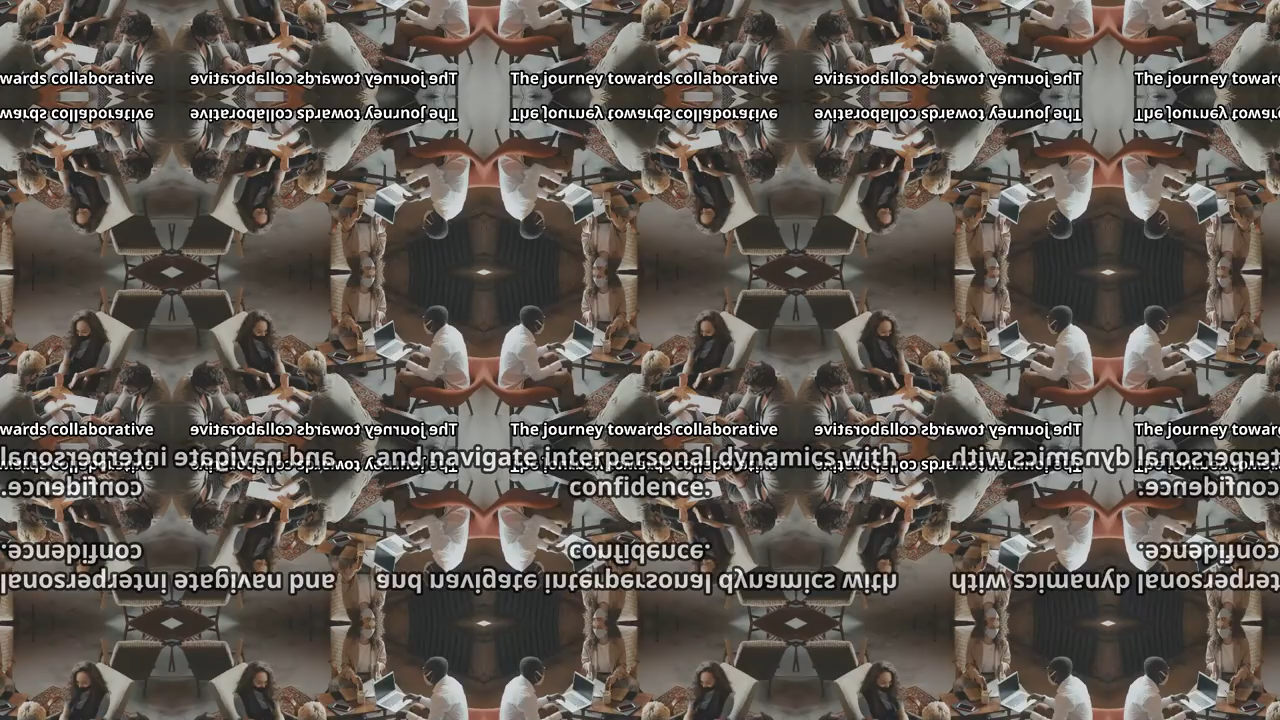 The journey towards collaborative
and navigate interpersonal dynamics with
confidence.